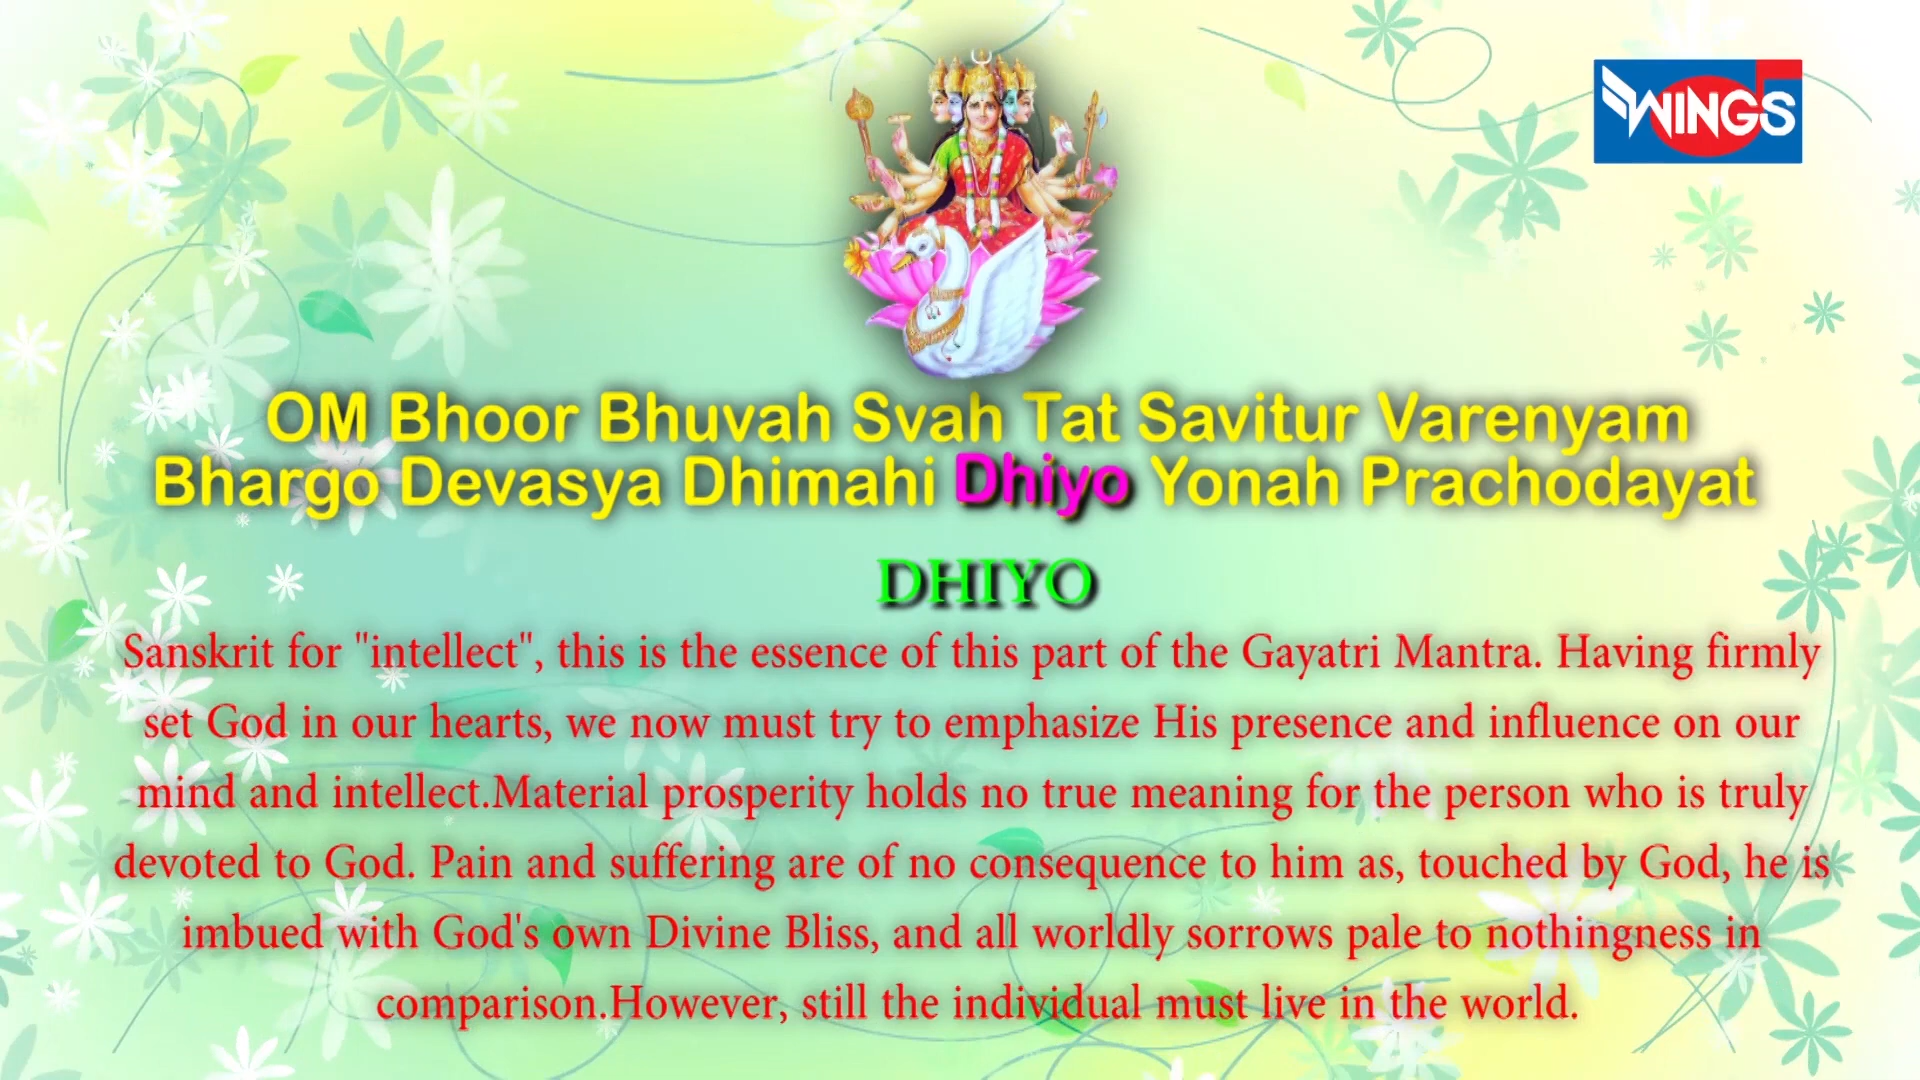 WINGS
OM Bhoor Bhuvah Svah Tat Savitur Varenyam
Bhargo Devasya Dhimahi Dhiyo Yonah Prachodayat
DHIYO
Sanskrit for "intellect", this is the essence of this part of the Gayatri Mantra. Having firmly
set God in our hearts, we now must try to emphasize His presence and influence on our
mind and intellect.Material prosperity holds no true meaning for the person who is truly
devoted to God. Pain and suffering are of no consequence to him as, touched by God, he is
imbued with God's own Divine Bliss, and all worldly sorrows pale to nothingness in
comparison.However, still the individual must live in the world.